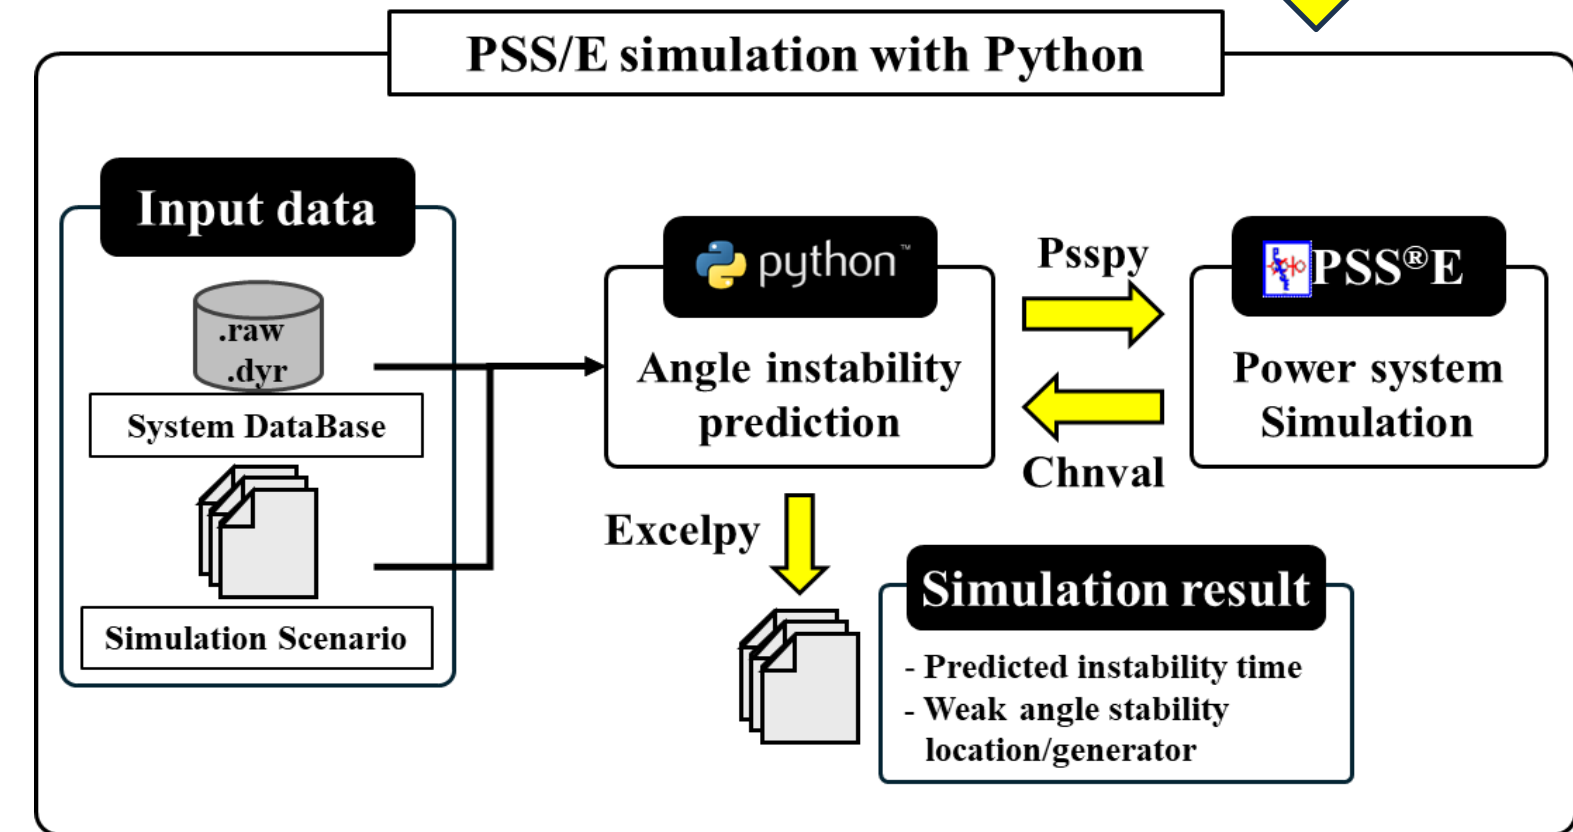 PSS/E simulation with Python
Input data
.raw
.dyr
System DataBase
Simulation Scenario
python™
Angle instability
prediction
Psspy
Chnval
PSS®E
Power system
Simulation
Excelpy
Simulation result
- Predicted instability time
- Weak angle stability
location/generator